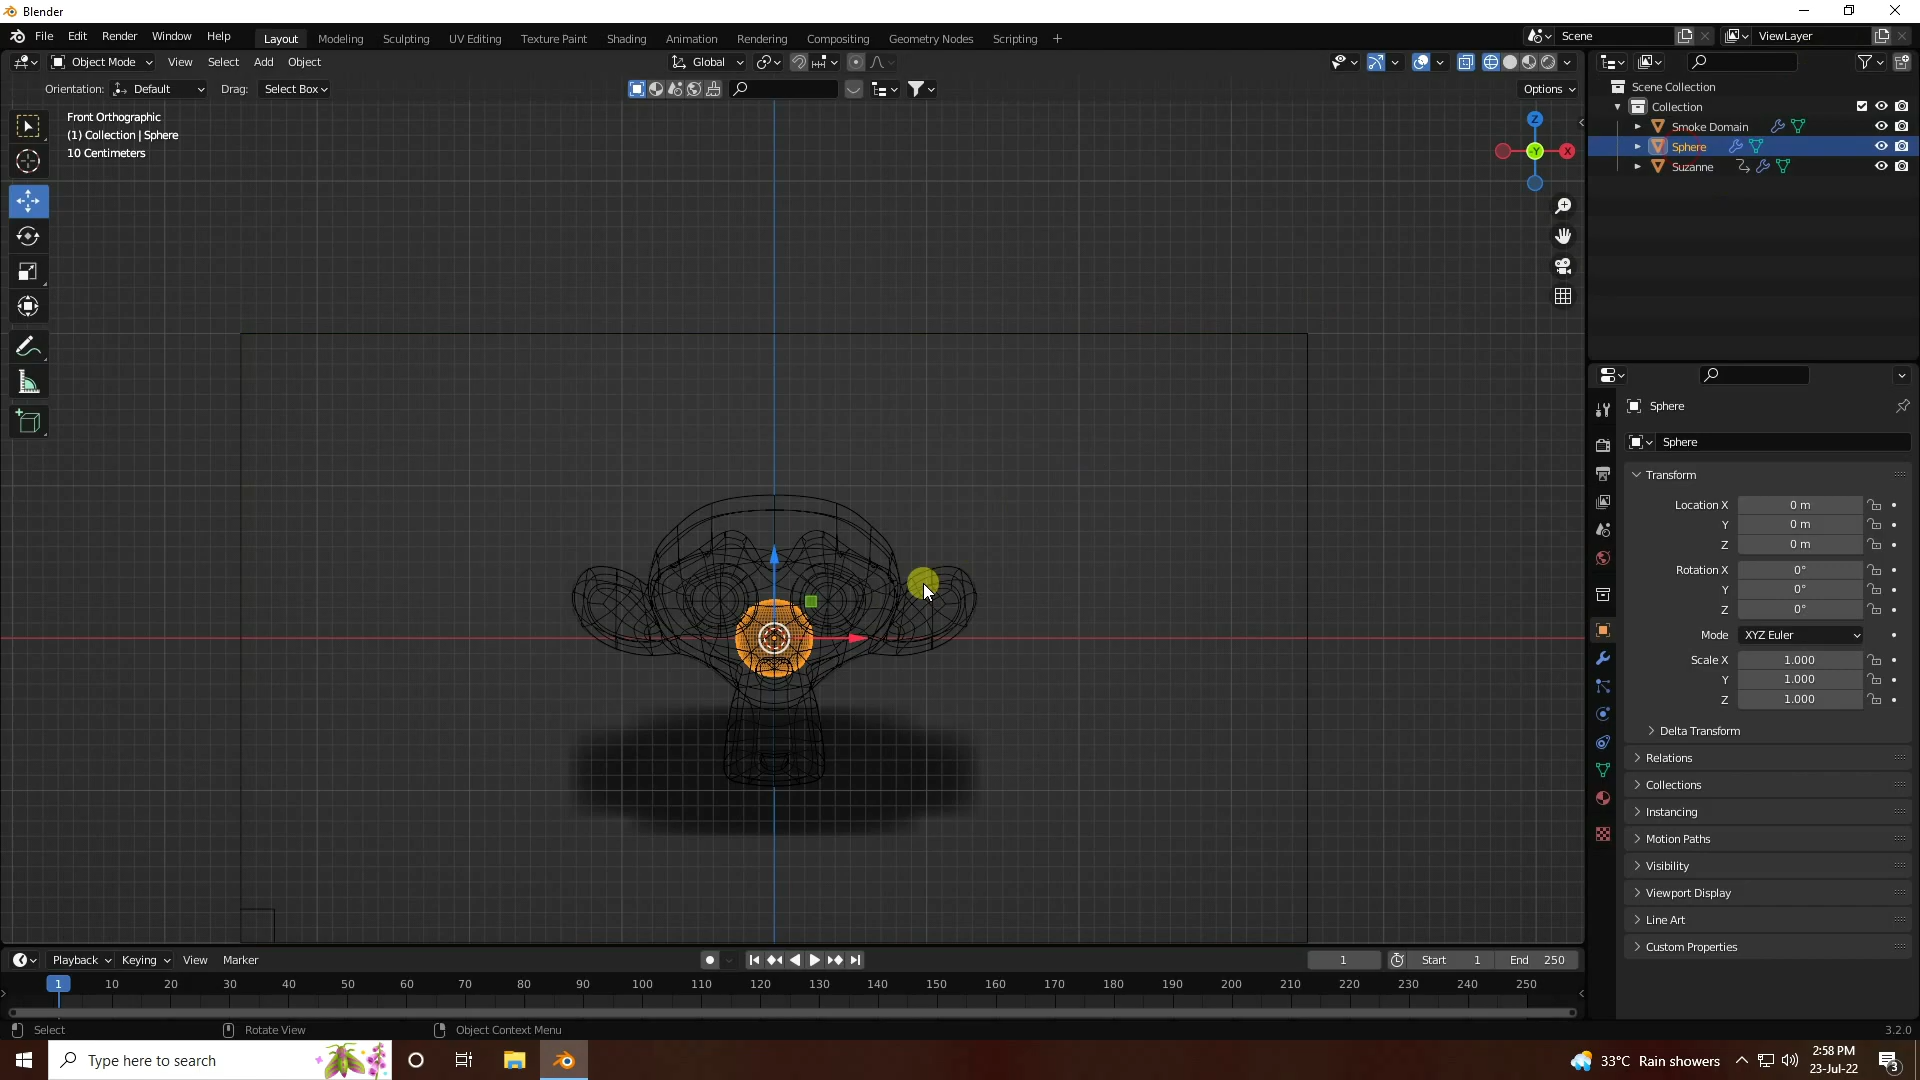 Blender
File Edit Render Window Help Layout Modeling Sculpting UV Editing Texture Paint Shading Animation Rendering Compositing Geometry Nodes Scripting + Scene ViewLayer
Object Mode View Select Add Object Global
Orientation: Default Drag: Select Box Options
Front Orthographic
(1) Collection | Sphere
10 Centimeters
Z
-Y
X
Scene Collection
Collection
Smoke Domain
Sphere
Suzanne
Sphere
Sphere
Transform
Location X 0 m
Y 0 m
Z 0 m
Rotation X 0°
Y 0°
Z 0°
Mode XYZ Euler
Scale X 1.000
Y 1.000
Z 1.000
Delta Transform
Relations
Collections
Instancing
Motion Paths
Visibility
Viewport Display
Line Art
Custom Properties
Playback Keying View Marker 1 Start 1 End 250
1 10 20 30 40 50 60 70 80 90 100 110 120 130 140 150 160 170 180 190 200 210 220 230 240 250
Select Rotate View Object Context Menu 3.2.0
Type here to search 33°C Rain showers 2:58 PM
23-Jul-22 3